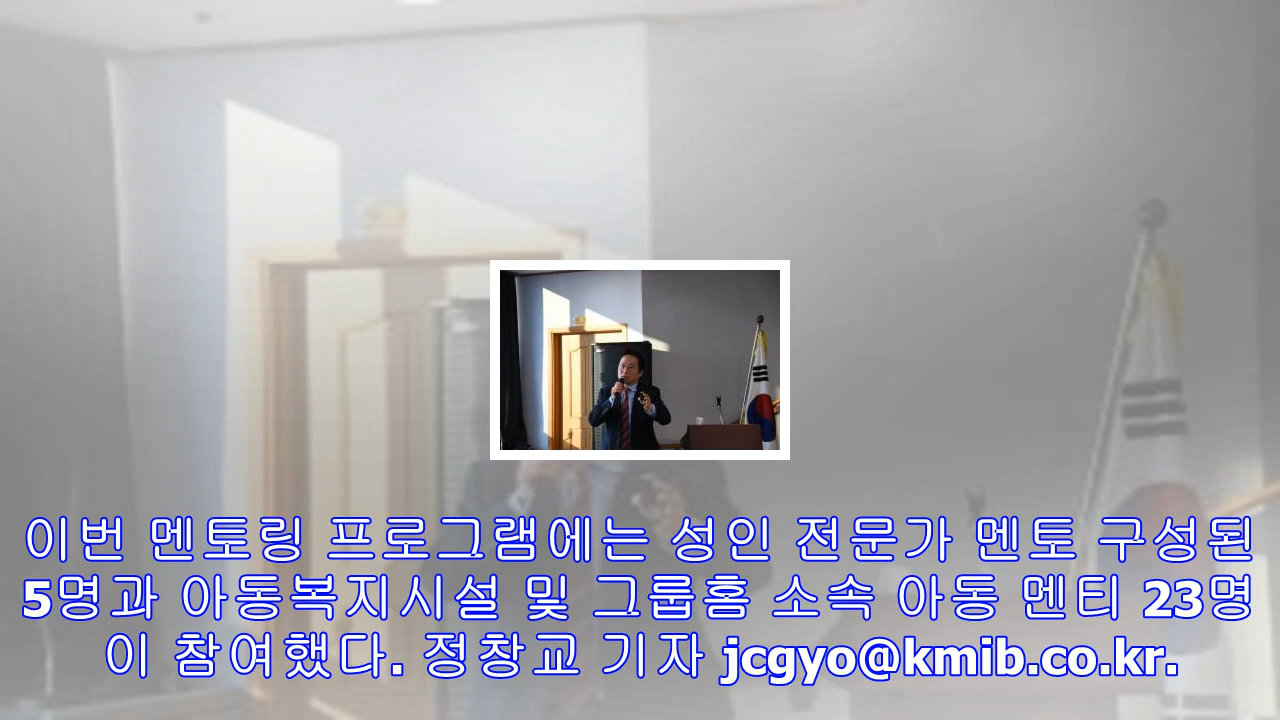 이번 멘토링 프로그램에는 성인 전문가 멘토 구성된
5명과 아동복지시설 및 그룹홈 소속 아동 멘티 23명
이 참여했다. 정창교 기자 jcgyo@kmib.co.kr.